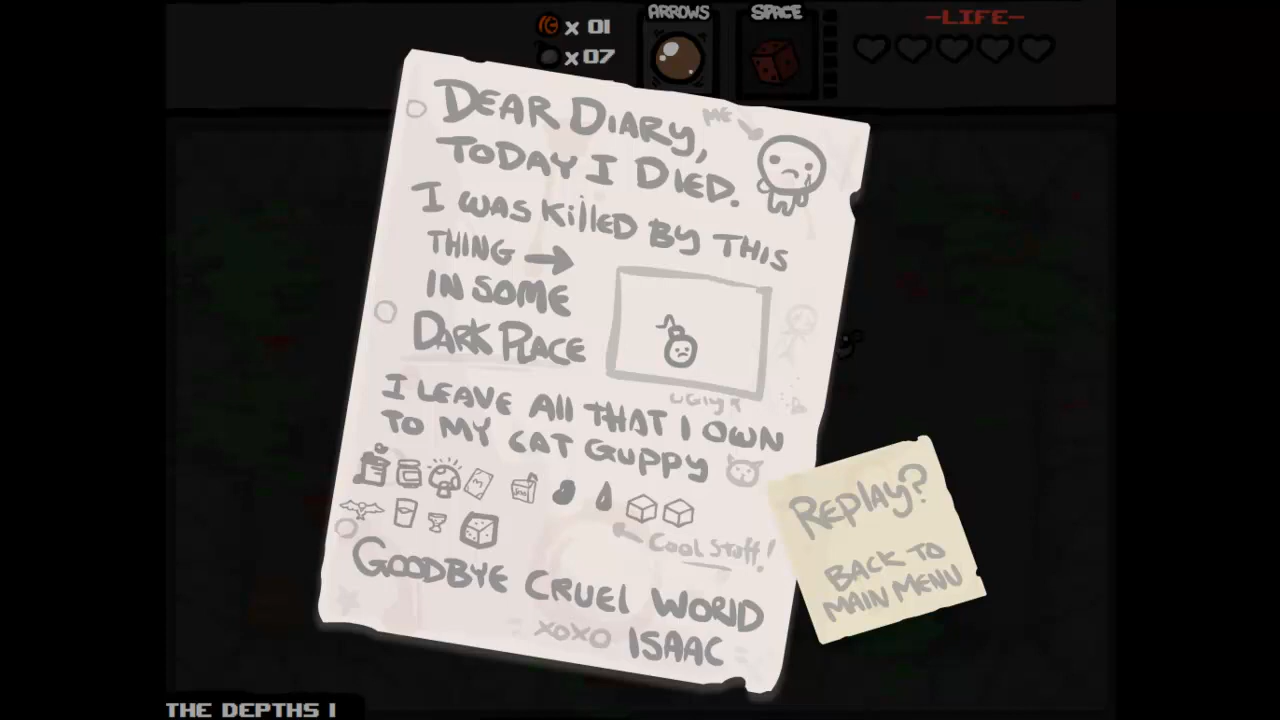 ARROWS
SPACE
–LIFE–
x 01
x 07
DEAR DIARY,
ME
TODAY I DIED.
I WAS KILLED BY THIS
THING →
IN SOME
DARK PLACE
UGLY
I LEAVE ALL THAT I OWN
TO MY CAT GUPPY
COOL STUFF!
GOODBYE CRUEL WORLD
XOXO ISAAC
REPLAY?
BACK TO
MAIN MENU
THE DEPTHS I